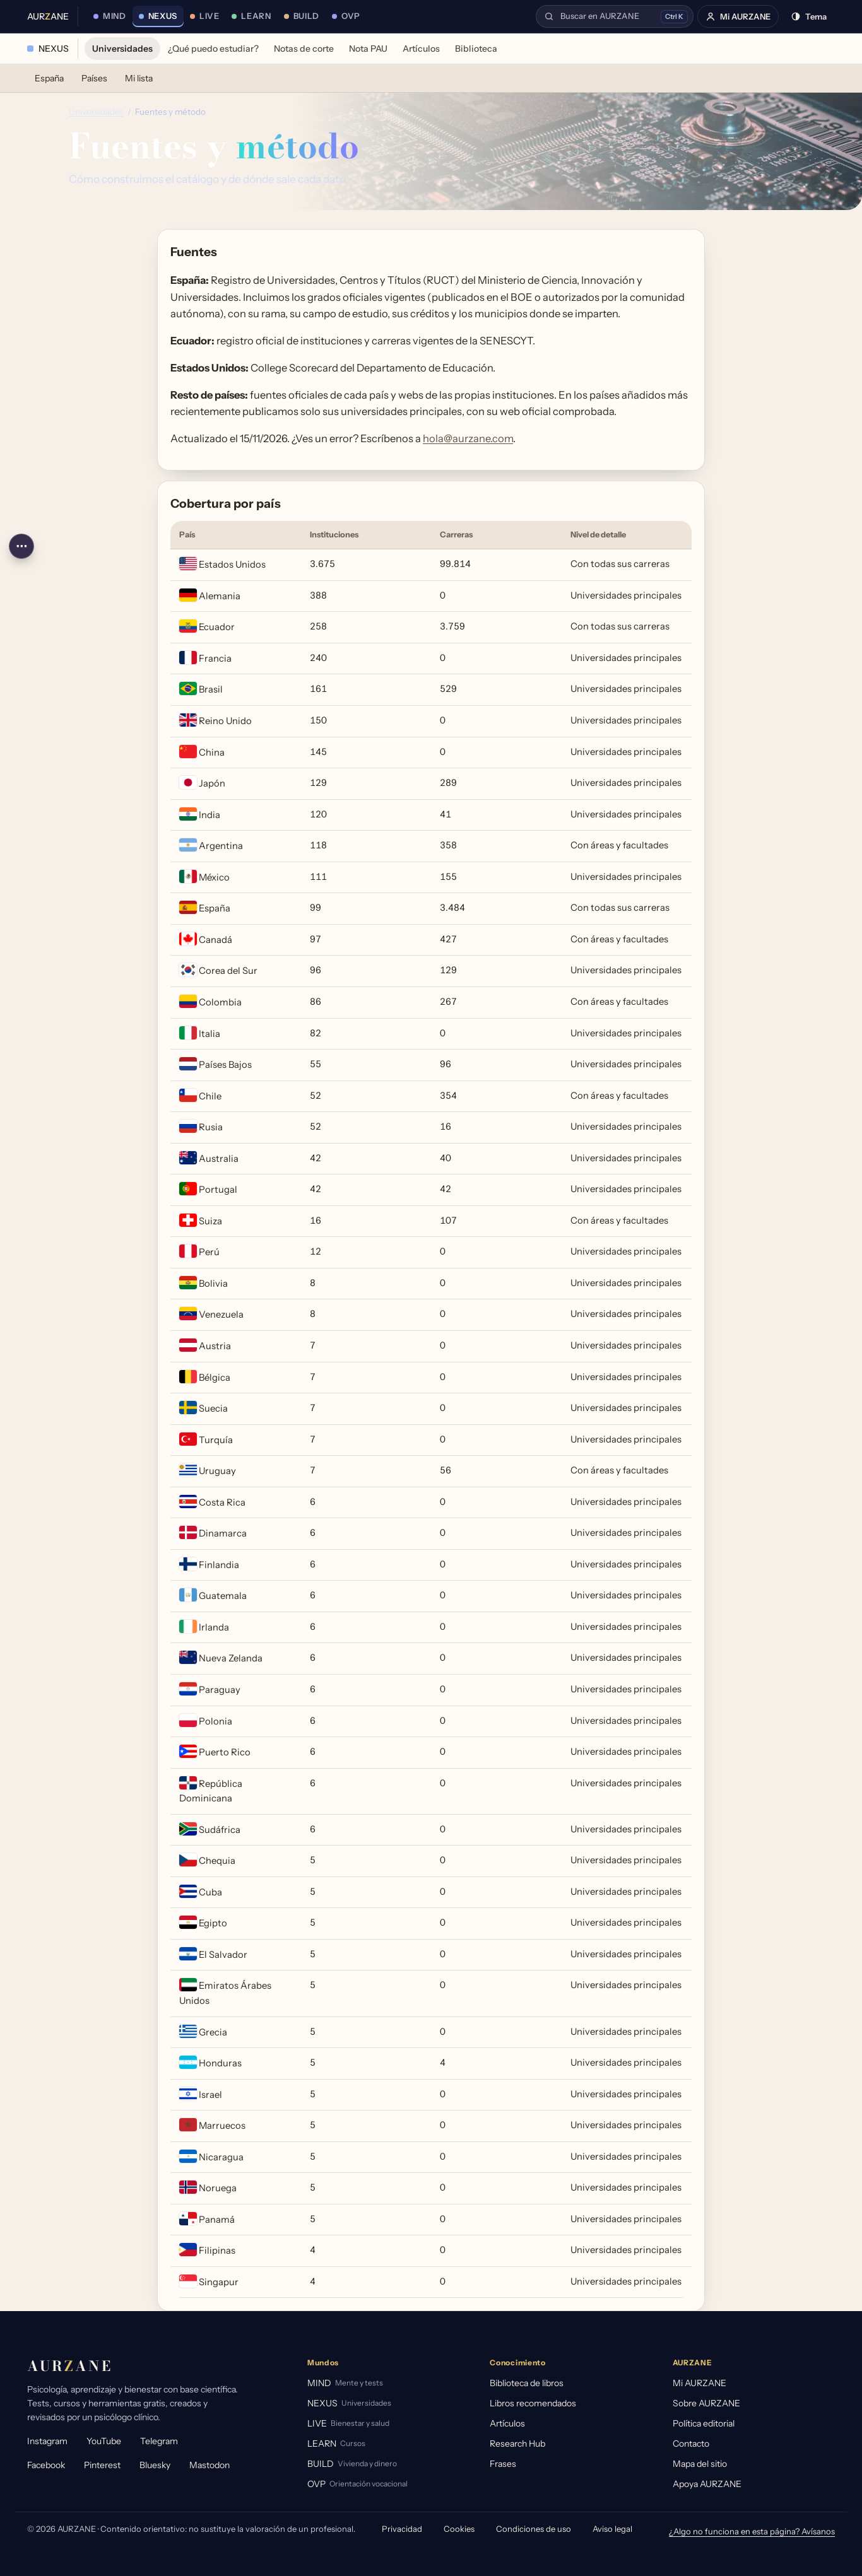 AURZANE
MIND
NEXUS
LIVE
LEARN
BUILD
OVP
Buscar en AURZANE
Ctrl K
Mi AURZANE
Tema
NEXUS
Universidades
¿Qué puedo estudiar?
Notas de corte
Nota PAU
Artículos
Biblioteca
España
Países
Mi lista
Universidades / Fuentes y método
Fuentes y método
Cómo construimos el catálogo y de dónde sale cada dato.
Fuentes
España: Registro de Universidades, Centros y Títulos (RUCT) del Ministerio de Ciencia, Innovación y
Universidades. Incluimos los grados oficiales vigentes (publicados en el BOE o autorizados por la comunidad
autónoma), con su rama, su campo de estudio, sus créditos y los municipios donde se imparten.
Ecuador: registro oficial de instituciones y carreras vigentes de la SENESCYT.
Estados Unidos: College Scorecard del Departamento de Educación.
Resto de países: fuentes oficiales de cada país y webs de las propias instituciones. En los países añadidos más
recientemente publicamos solo sus universidades principales, con su web oficial comprobada.
Actualizado el 15/11/2026. ¿Ves un error? Escríbenos a hola@aurzane.com.
Cobertura por país
País Instituciones Carreras Nivel de detalle
Estados Unidos 3.675 99.814 Con todas sus carreras
Alemania 388 0 Universidades principales
Ecuador 258 3.759 Con todas sus carreras
Francia 240 0 Universidades principales
Brasil 161 529 Universidades principales
Reino Unido 150 0 Universidades principales
China 145 0 Universidades principales
Japón 129 289 Universidades principales
India 120 41 Universidades principales
Argentina 118 358 Con áreas y facultades
México 111 155 Universidades principales
España 99 3.484 Con todas sus carreras
Canadá 97 427 Con áreas y facultades
Corea del Sur 96 129 Universidades principales
Colombia 86 267 Con áreas y facultades
Italia 82 0 Universidades principales
Países Bajos 55 96 Universidades principales
Chile 52 354 Con áreas y facultades
Rusia 52 16 Universidades principales
Australia 42 40 Universidades principales
Portugal 42 42 Universidades principales
Suiza 16 107 Con áreas y facultades
Perú 12 0 Universidades principales
Bolivia 8 0 Universidades principales
Venezuela 8 0 Universidades principales
Austria 7 0 Universidades principales
Bélgica 7 0 Universidades principales
Suecia 7 0 Universidades principales
Turquía 7 0 Universidades principales
Uruguay 7 56 Con áreas y facultades
Costa Rica 6 0 Universidades principales
Dinamarca 6 0 Universidades principales
Finlandia 6 0 Universidades principales
Guatemala 6 0 Universidades principales
Irlanda 6 0 Universidades principales
Nueva Zelanda 6 0 Universidades principales
Paraguay 6 0 Universidades principales
Polonia 6 0 Universidades principales
Puerto Rico 6 0 Universidades principales
República 6 0 Universidades principales
Dominicana
Sudáfrica 6 0 Universidades principales
Chequia 5 0 Universidades principales
Cuba 5 0 Universidades principales
Egipto 5 0 Universidades principales
El Salvador 5 0 Universidades principales
Emiratos Árabes 5 0 Universidades principales
Unidos
Grecia 5 0 Universidades principales
Honduras 5 4 Universidades principales
Israel 5 0 Universidades principales
Marruecos 5 0 Universidades principales
Nicaragua 5 0 Universidades principales
Noruega 5 0 Universidades principales
Panamá 5 0 Universidades principales
Filipinas 4 0 Universidades principales
Singapur 4 0 Universidades principales
AURZANE
Psicología, aprendizaje y bienestar con base científica.
Tests, cursos y herramientas gratis, creados y
revisados por un psicólogo clínico.
Instagram YouTube Telegram
Facebook Pinterest Bluesky Mastodon
Mundos
MIND Mente y tests
NEXUS Universidades
LIVE Bienestar y salud
LEARN Cursos
BUILD Vivienda y dinero
OVP Orientación vocacional
Conocimiento
Biblioteca de libros
Libros recomendados
Artículos
Research Hub
Frases
AURZANE
Mi AURZANE
Sobre AURZANE
Política editorial
Contacto
Mapa del sitio
Apoya AURZANE
© 2026 AURZANE · Contenido orientativo: no sustituye la valoración de un profesional.
Privacidad
Cookies
Condiciones de uso
Aviso legal
¿Algo no funciona en esta página? Avísanos